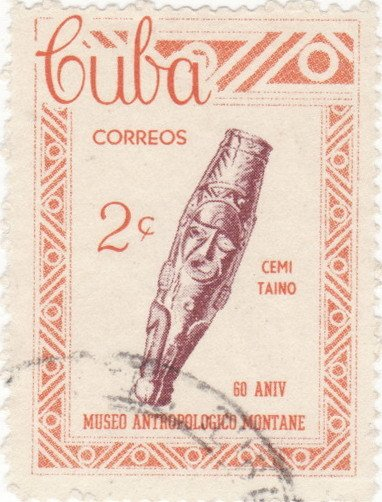 Cuba
CORREOS
2¢
CEMI
TAINO
60 ANIV
MUSEO ANTROPOLOGICO MONTANE